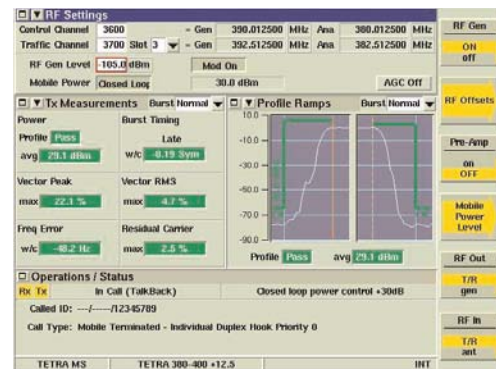 RF Settings
Control Channel 3600 - Gen 390.012500 MHz Ana 380.012500 MHz
Traffic Channel 3700 Slot 3 - Gen 392.512500 MHz Ana 382.512500 MHz
RF Gen Level -105.0 dBm Mod On
Mobile Power Closed Loop 30.0 dBm AGC Off
Tx Measurements Burst Normal
Power Burst Timing
Profile Pass Late
avg 29.1 dBm w/c -0.19 Sym
Vector Peak Vector RMS
max 22.1 % max 4.7 %
Freq Error Residual Carrier
w/c -48.2 Hz max 2.5 %
Profile Ramps Burst Normal
10.0
-10.0
-30.0
-50.0
-70.0
-90.0
Profile Pass avg 29.1 dBm
Operations / Status
Rx Tx In Call (TalkBack) Closed loop power control +30dB
Called ID: ---/-----/12345789
Call Type: Mobile Terminated - Individual Duplex Hook Priority 0
TETRA MS TETRA 380-400 +12.5 INT
RF Gen
ON
off
RF Offsets
Pre-Amp
on
OFF
Mobile
Power
Level
RF Out
T/R
gen
RF In
T/R
ant